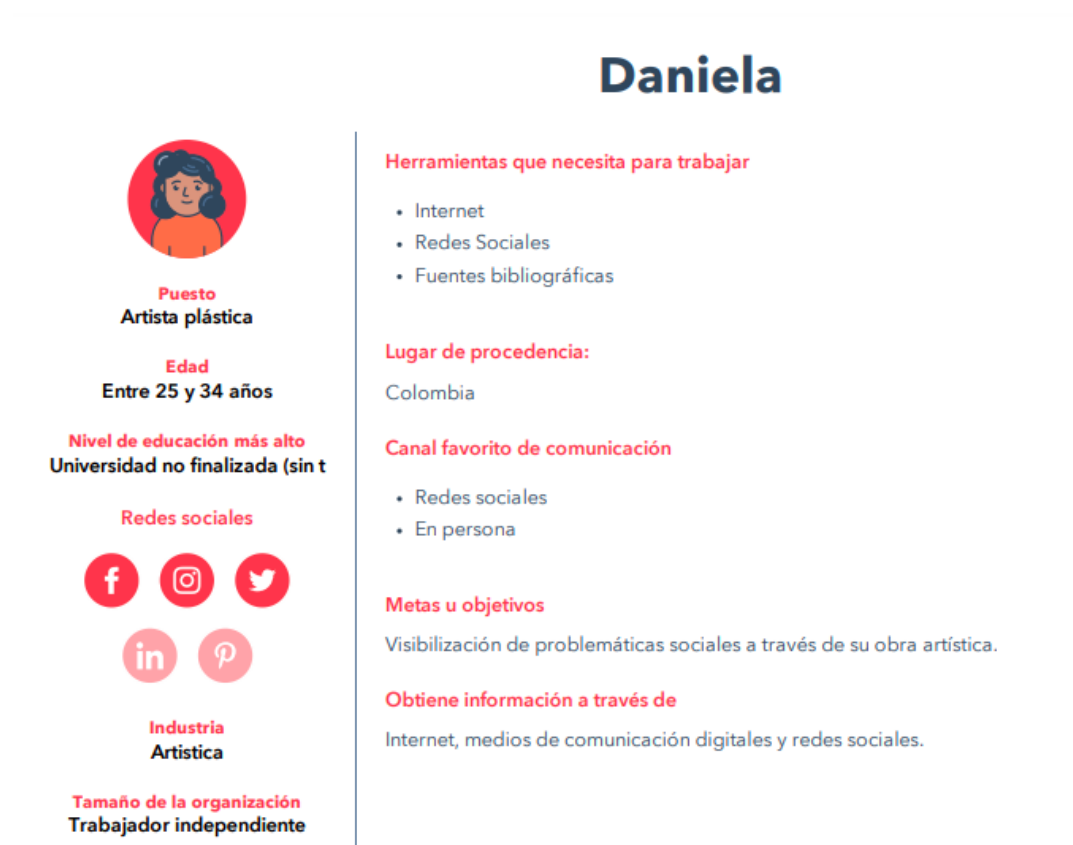 Daniela
Puesto
Artista plástica
Edad
Entre 25 y 34 años
Nivel de educación más alto
Universidad no finalizada (sin t
Redes sociales
f
in
Industria
Artistica
Tamaño de la organización
Trabajador independiente
Herramientas que necesita para trabajar
• Internet
• Redes Sociales
• Fuentes bibliográficas
Lugar de procedencia:
Colombia
Canal favorito de comunicación
• Redes sociales
• En persona
Metas u objetivos
Visibilización de problemáticas sociales a través de su obra artística.
Obtiene información a través de
Internet, medios de comunicación digitales y redes sociales.